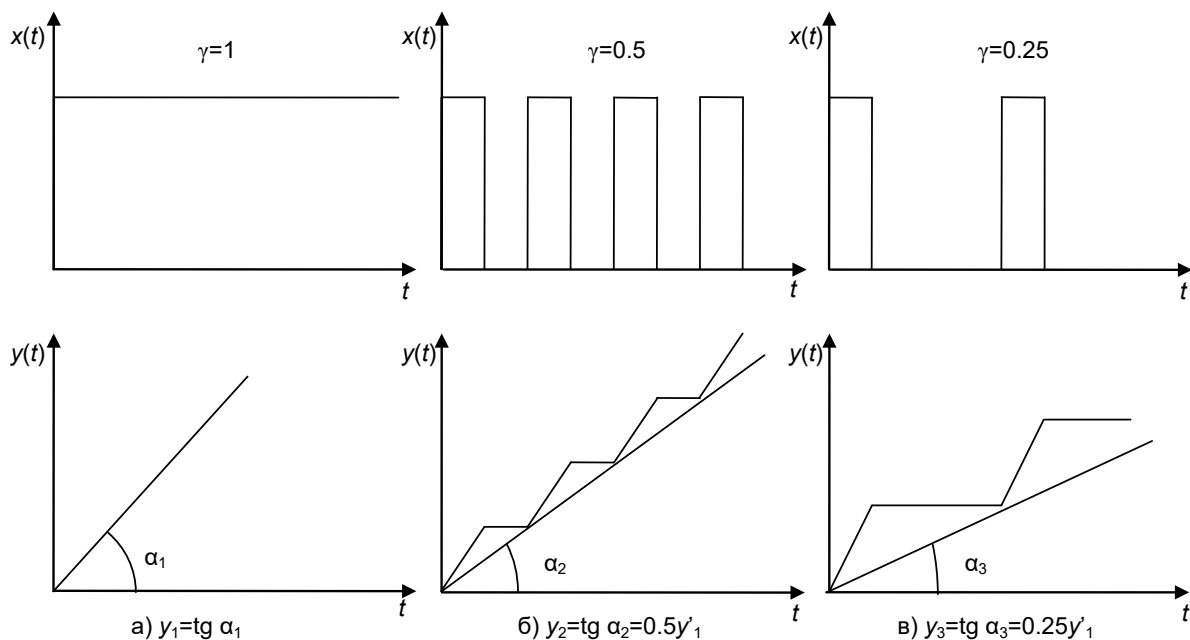 x(t)
γ=1
t
x(t)
γ=0.5
t
x(t)
γ=0.25
t
y(t)
α1
t
а) y1=tg α1
y(t)
α2
t
б) y2=tg α2=0.5y'1
y(t)
α3
t
в) y3=tg α3=0.25y'1